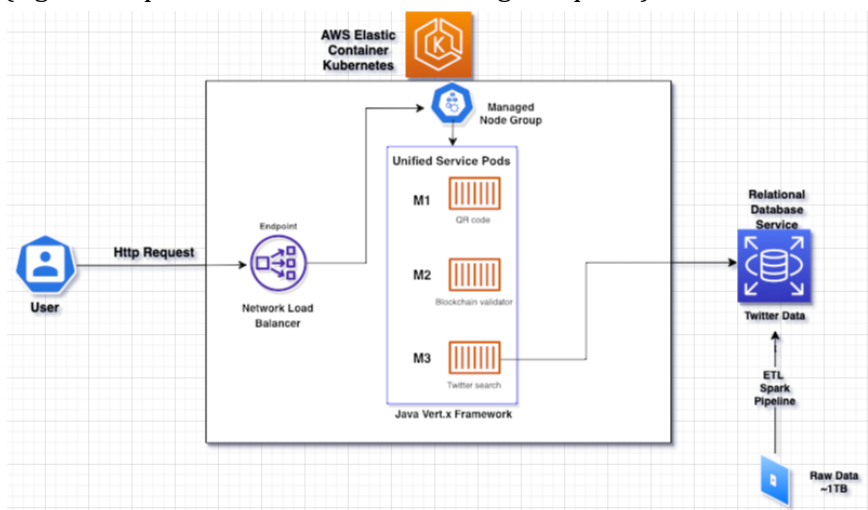 AWS Elastic
Container
Kubernetes
Managed
Node Group
Unified Service Pods
M1
QR code
M2
Blockchain validator
M3
Twitter search
Java Vert.x Framework
Endpoint
Network Load
Balancer
Http Request
User
Relational
Database
Service
Twitter Data
ETL
Spark
Pipeline
Raw Data
~1TB